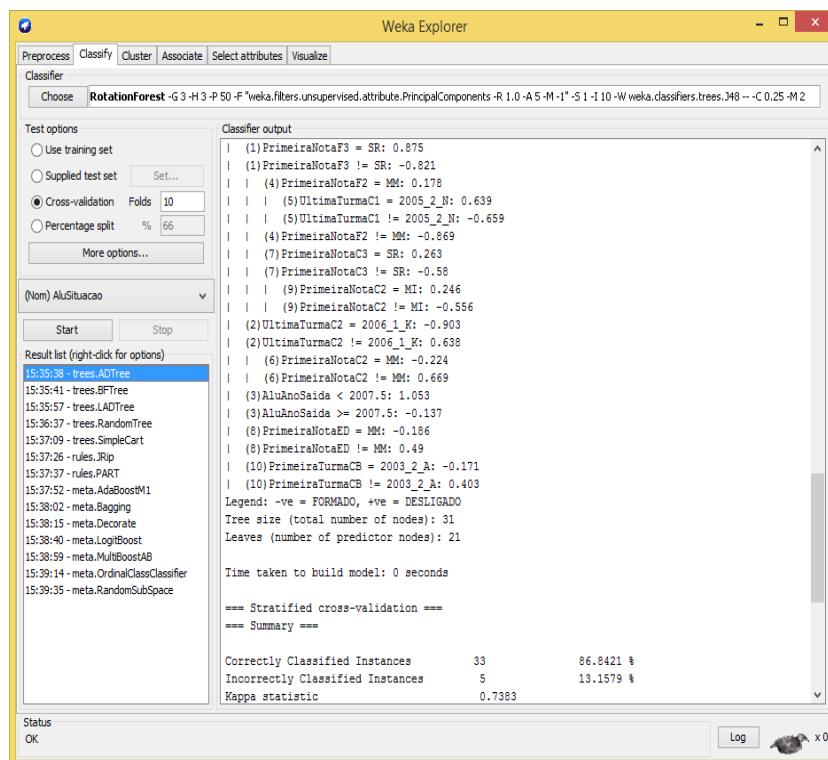 Weka Explorer
Preprocess Classify Cluster Associate Select attributes Visualize
Classifier
Choose RotationForest -G 3 -H 3 -P 50 -F "weka.filters.unsupervised.attribute.PrincipalComponents -R 1.0 -A 5 -M -1" -S 1 -I 10 -W weka.classifiers.trees.J48 -- -C 0.25 -M 2
Test options
Use training set
Supplied test set Set...
Cross-validation Folds 10
Percentage split % 66
More options...
(Nom) AluSituacao
Start Stop
Result list (right-click for options)
15:35:38 - trees.ADTree
15:35:41 - trees.BFTree
15:35:57 - trees.LADTree
15:36:37 - trees.RandomTree
15:37:09 - trees.SimpleCart
15:37:26 - rules.JRip
15:37:37 - rules.PART
15:37:52 - meta.AdaBoostM1
15:38:02 - meta.Bagging
15:38:15 - meta.Decorate
15:38:40 - meta.LogitBoost
15:38:59 - meta.MultiBoostAB
15:39:14 - meta.OrdinalClassClassifier
15:39:35 - meta.RandomSubSpace
Classifier output
| (1)PrimeiraNotaF3 = SR: 0.875
| (1)PrimeiraNotaF3 != SR: -0.821
| | (4)PrimeiraNotaF2 = MM: 0.178
| | | (5)UltimaTurmaC1 = 2005_2_N: 0.639
| | | (5)UltimaTurmaC1 != 2005_2_N: -0.659
| | (4)PrimeiraNotaF2 != MM: -0.869
| | (7)PrimeiraNotaC3 = SR: 0.263
| | (7)PrimeiraNotaC3 != SR: -0.58
| | | (9)PrimeiraNotaC2 = MI: 0.246
| | | (9)PrimeiraNotaC2 != MI: -0.556
| (2)UltimaTurmaC2 = 2006_1_K: -0.903
| (2)UltimaTurmaC2 != 2006_1_K: 0.638
| | (6)PrimeiraNotaC2 = MM: -0.224
| | (6)PrimeiraNotaC2 != MM: 0.669
| (3)AluAnoSaida < 2007.5: 1.053
| (3)AluAnoSaida >= 2007.5: -0.137
| (8)PrimeiraNotaED = MM: -0.186
| (8)PrimeiraNotaED != MM: 0.49
| (10)PrimeiraTurmaCB = 2003_2_A: -0.171
| (10)PrimeiraTurmaCB != 2003_2_A: 0.403
Legend: -ve = FORMADO, +ve = DESLIGADO
Tree size (total number of nodes): 31
Leaves (number of predictor nodes): 21
Time taken to build model: 0 seconds
=== Stratified cross-validation ===
=== Summary ===
Correctly Classified Instances 33 86.8421 %
Incorrectly Classified Instances 5 13.1579 %
Kappa statistic 0.7383
Status
OK
Log
x 0